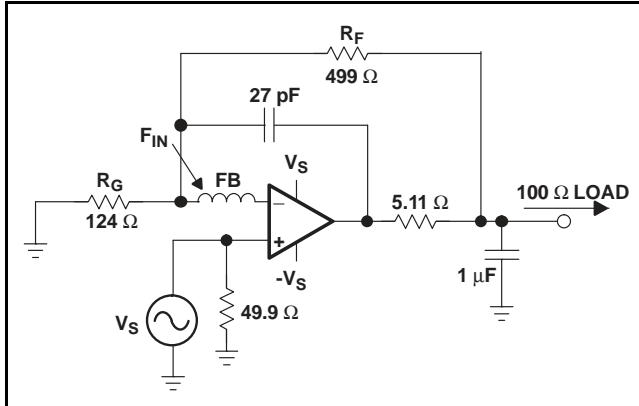 R_F
499 Ω
27 pF
F_IN
V_S
R_G
FB
−
5.11 Ω
100 Ω LOAD
124 Ω
+
-V_S
1 μF
V_S
49.9 Ω